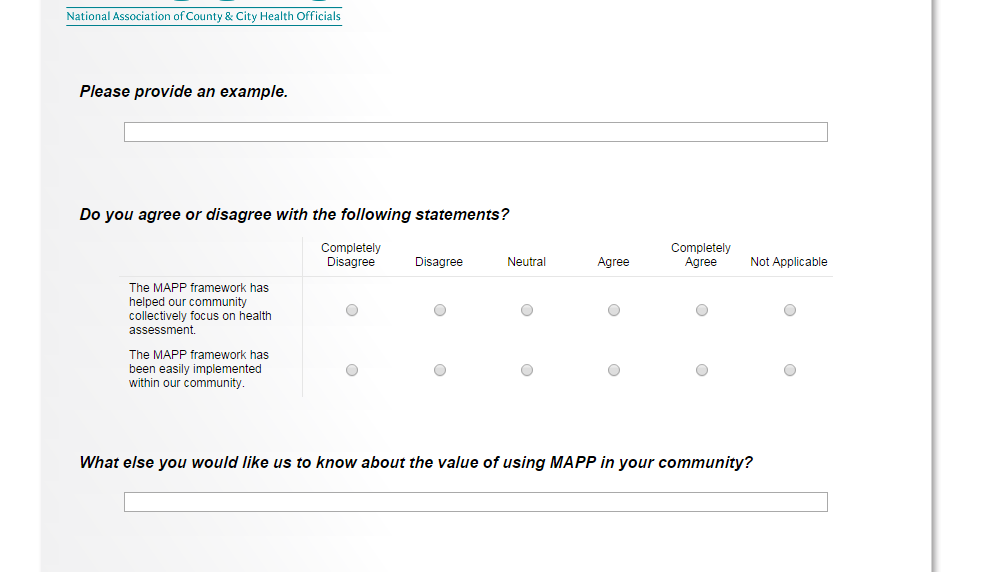 National Association of County & City Health Officials
Please provide an example.
Do you agree or disagree with the following statements?
Completely Disagree
Disagree
Neutral
Agree
Completely Agree
Not Applicable
The MAPP framework has
helped our community
collectively focus on health
assessment.
The MAPP framework has
been easily implemented
within our community.
What else you would like us to know about the value of using MAPP in your community?